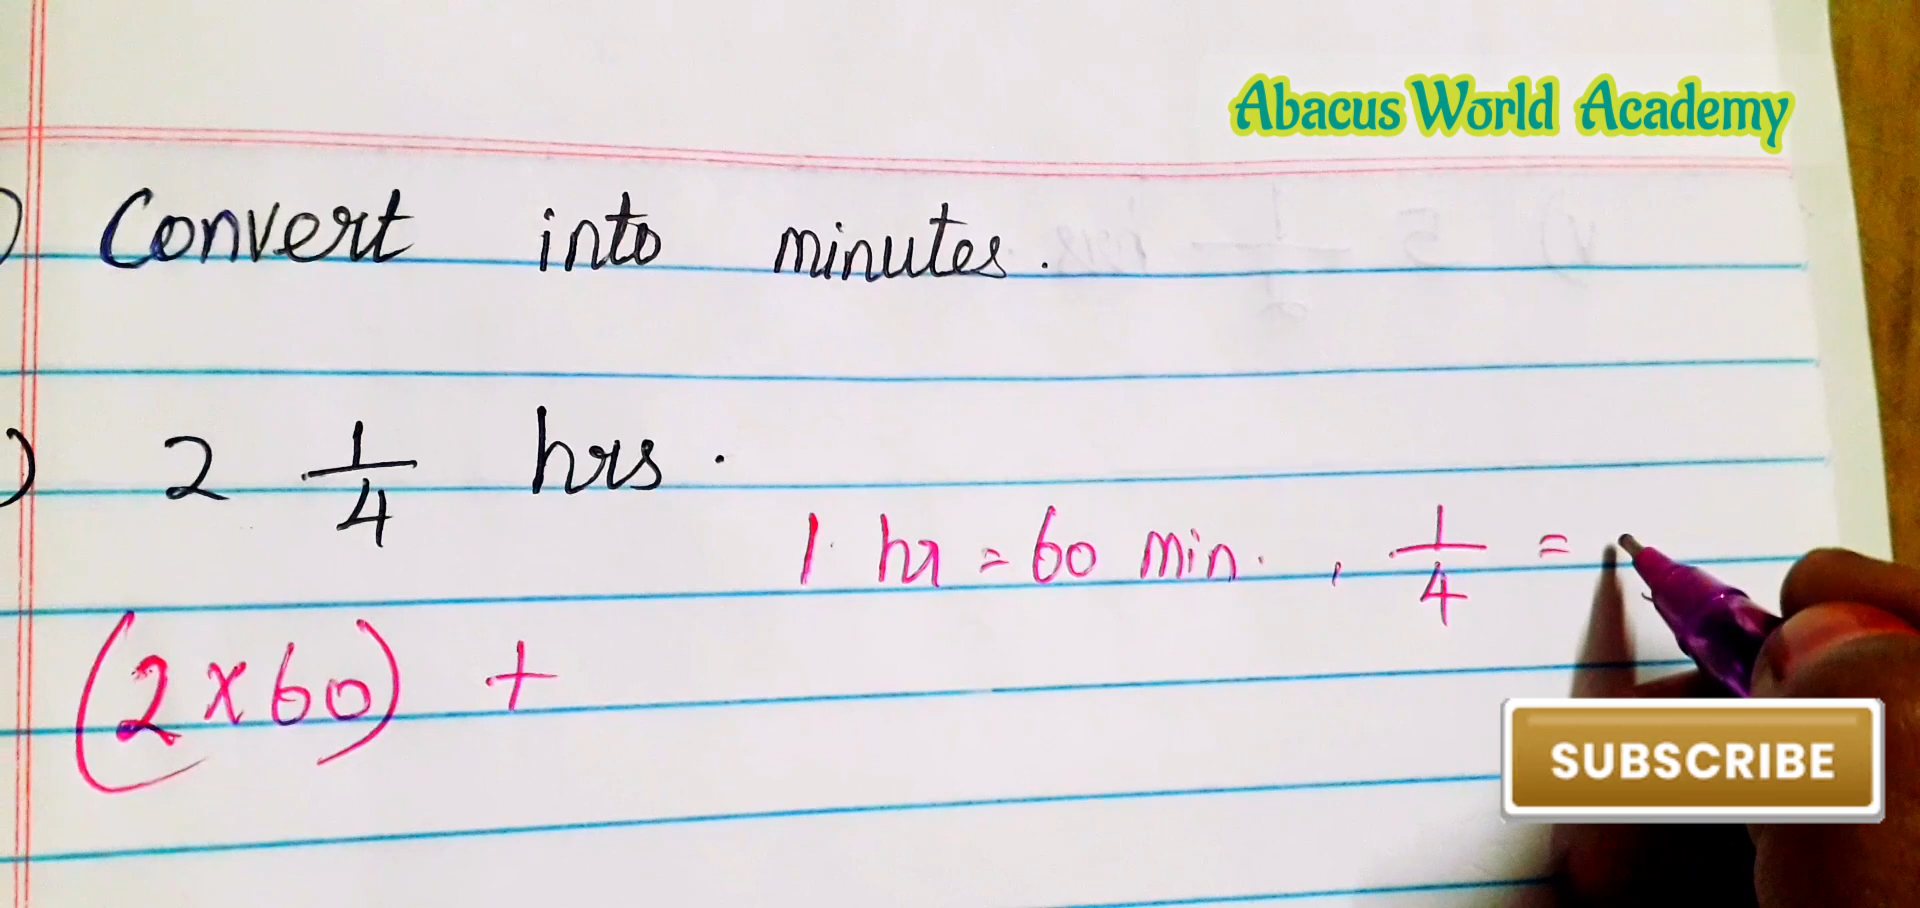 Abacus World Academy
) Convert into minutes.
) 2 1/4 hrs.
1 hr = 60 min. , 1/4 =
(2 x 60) +
SUBSCRIBE